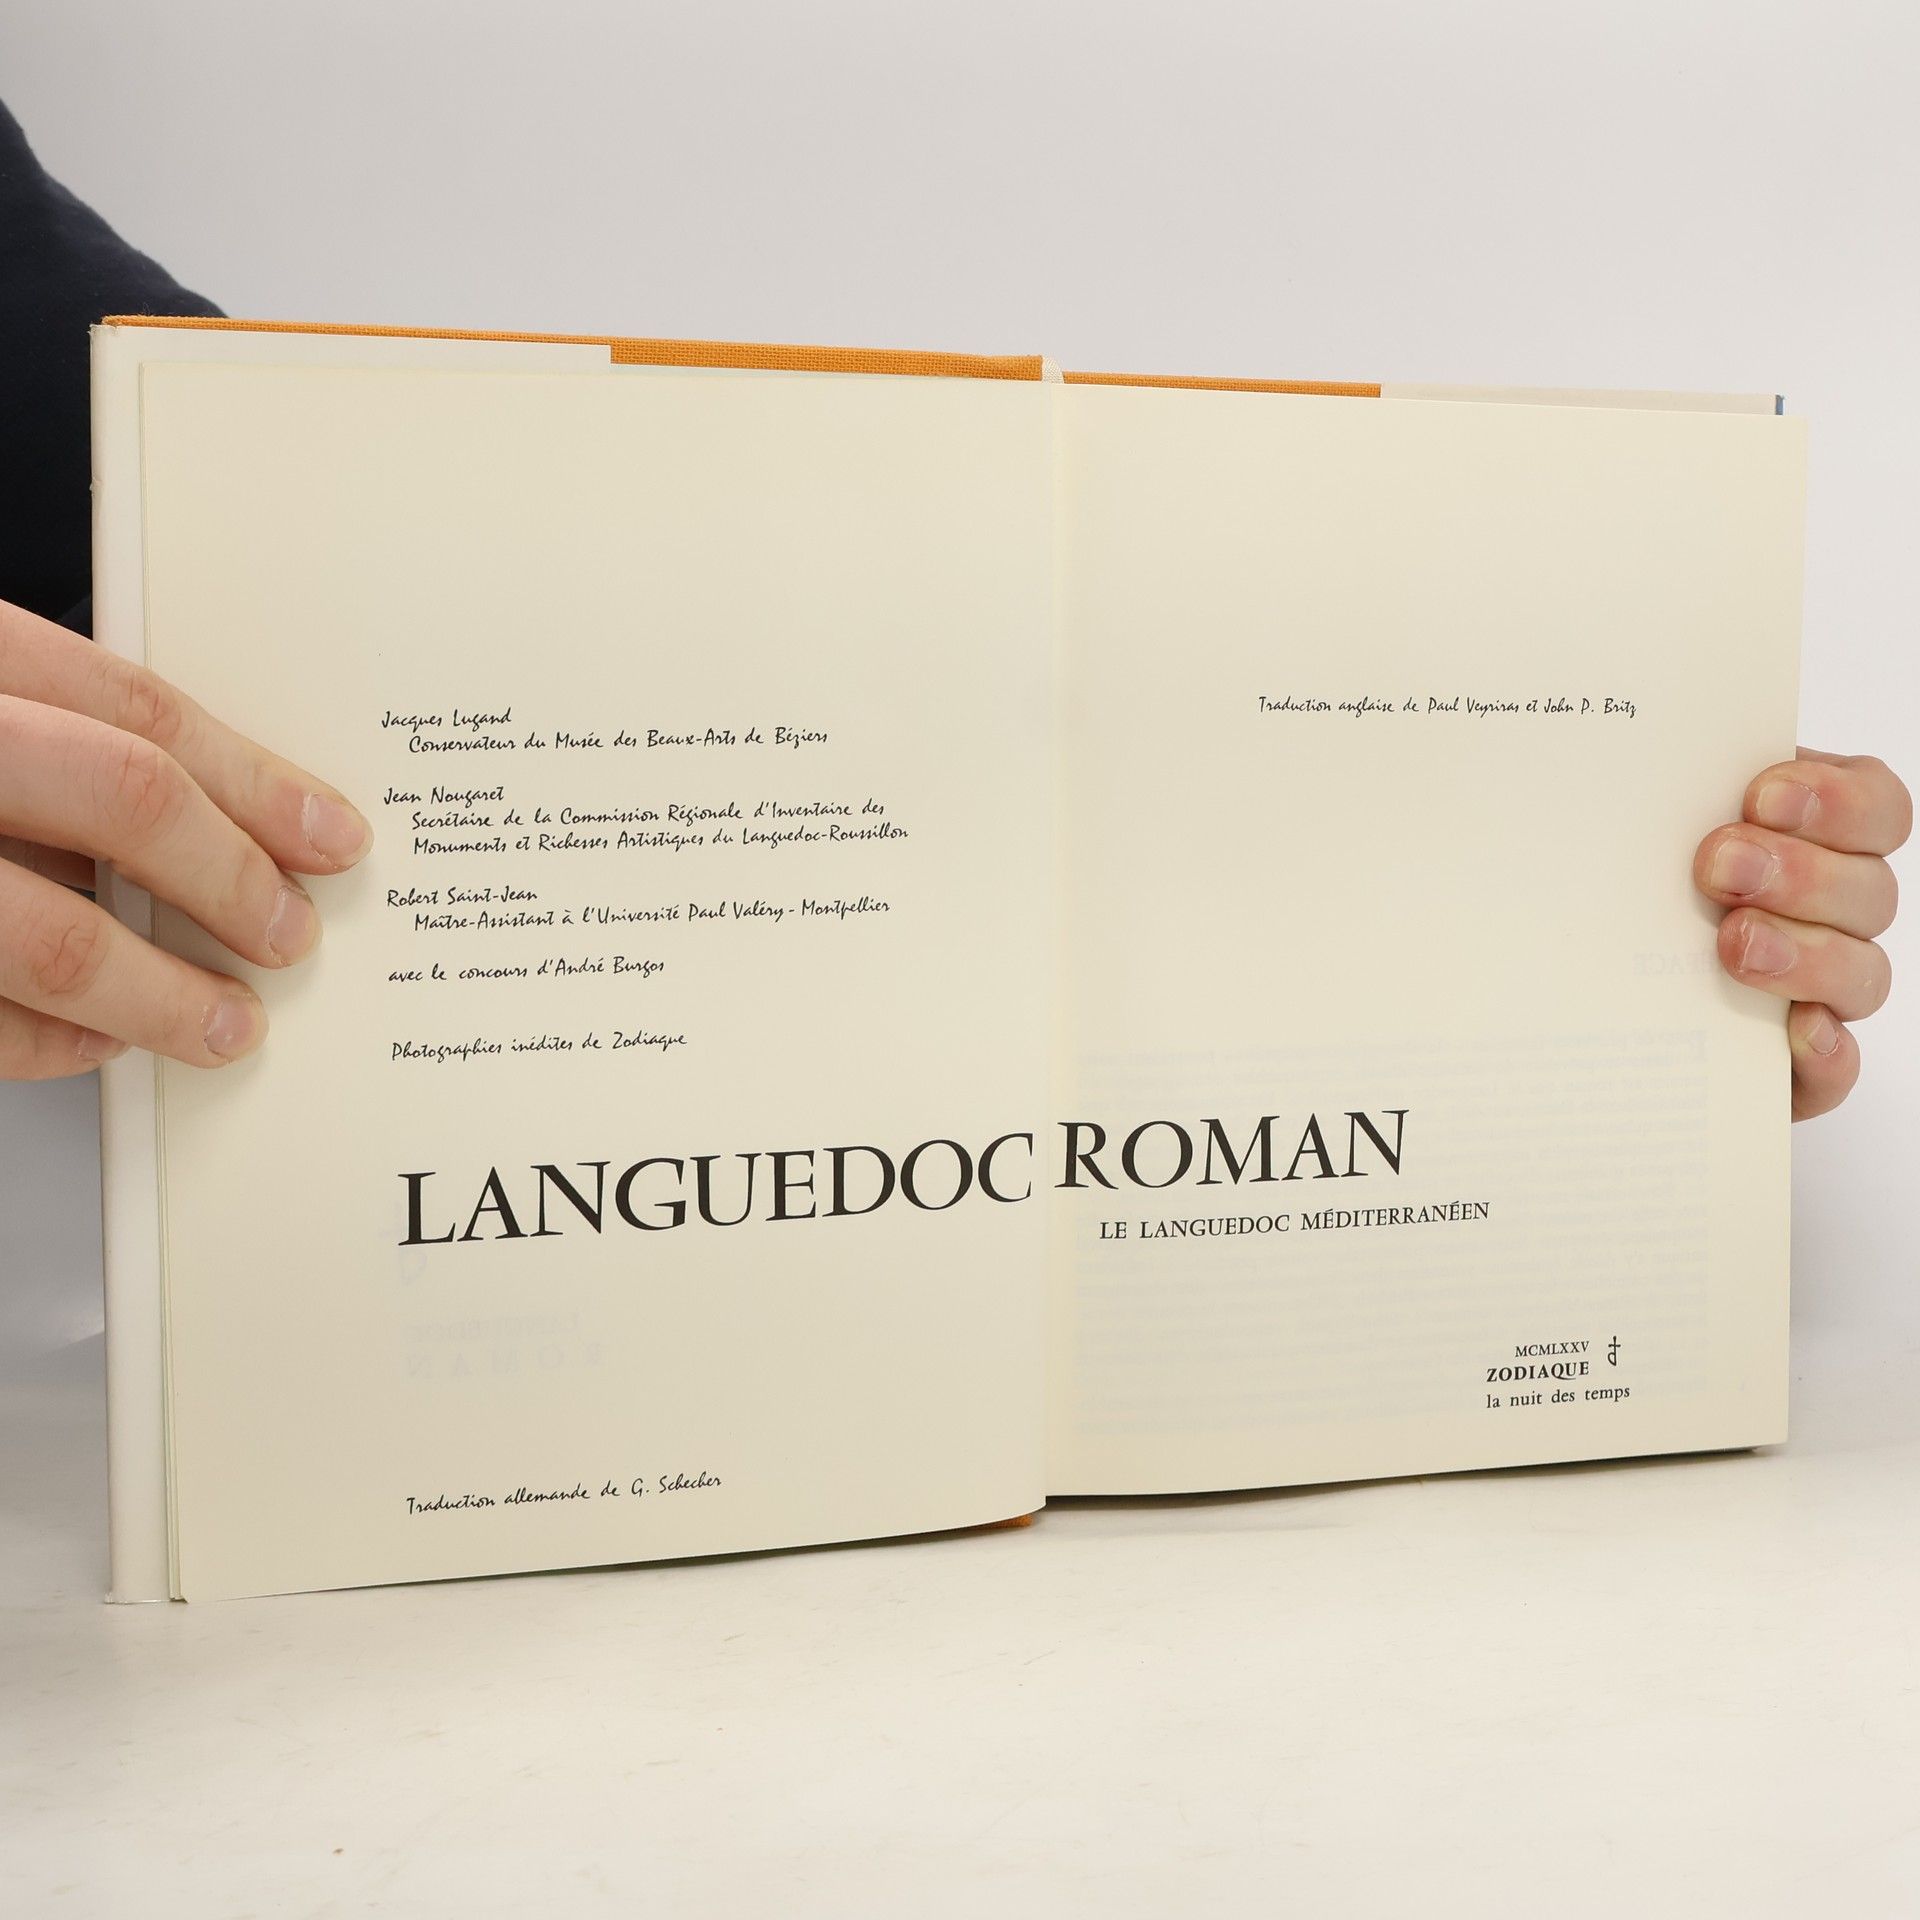 Jacques Lugand
Conservateur du Musée des Beaux-Arts de Béziers
Jean Nougaret
Secrétaire de la Commission Régionale d'Inventaire des
Monuments et Richesses Artistiques du Languedoc-Roussillon
Robert Saint-Jean
Maître-Assistant à l'Université Paul Valéry - Montpellier
avec le concours d'André Burgos
Photographies inédites de Zodiaque
Traduction anglaise de Paul Veyriras et John P. Britz
LANGUEDOC ROMAN
LE LANGUEDOC MÉDITERRANÉEN
MCMLXXV
ZODIAQUE
la nuit des temps
Traduction allemande de G. Schecher